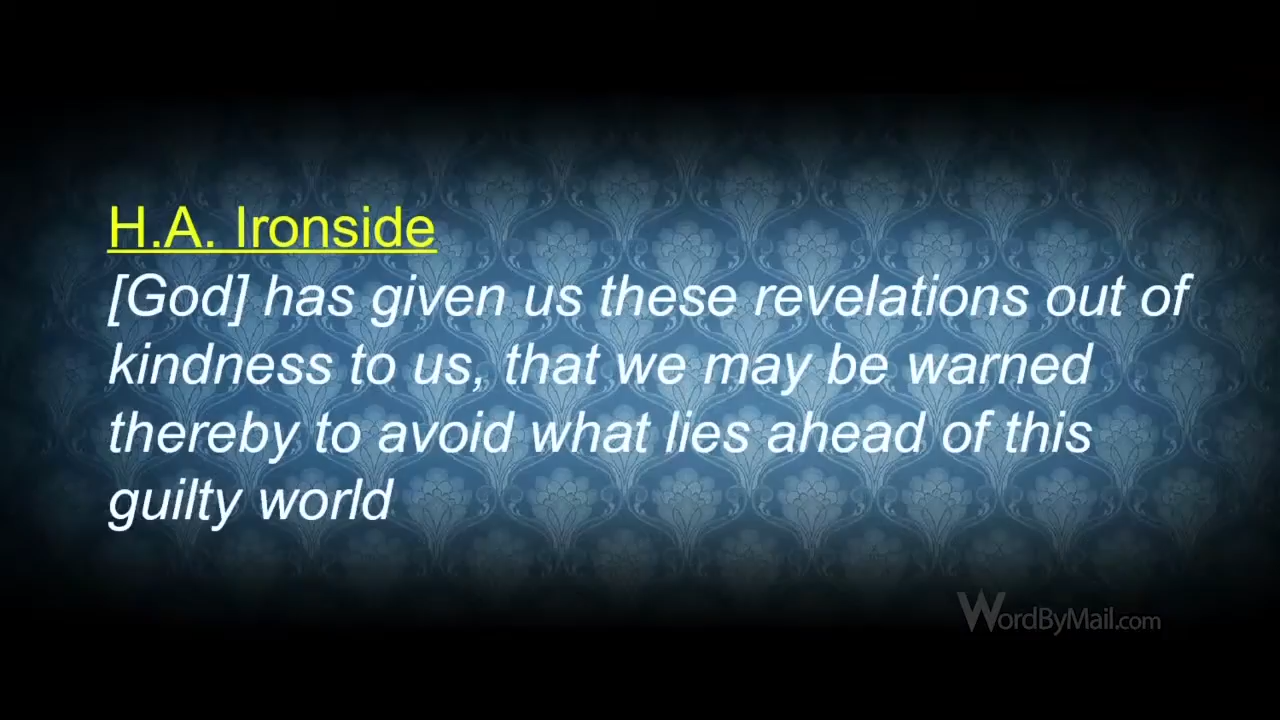 H.A. Ironside
[God] has given us these revelations out of
kindness to us, that we may be warned
thereby to avoid what lies ahead of this
guilty world
WordByMail.com